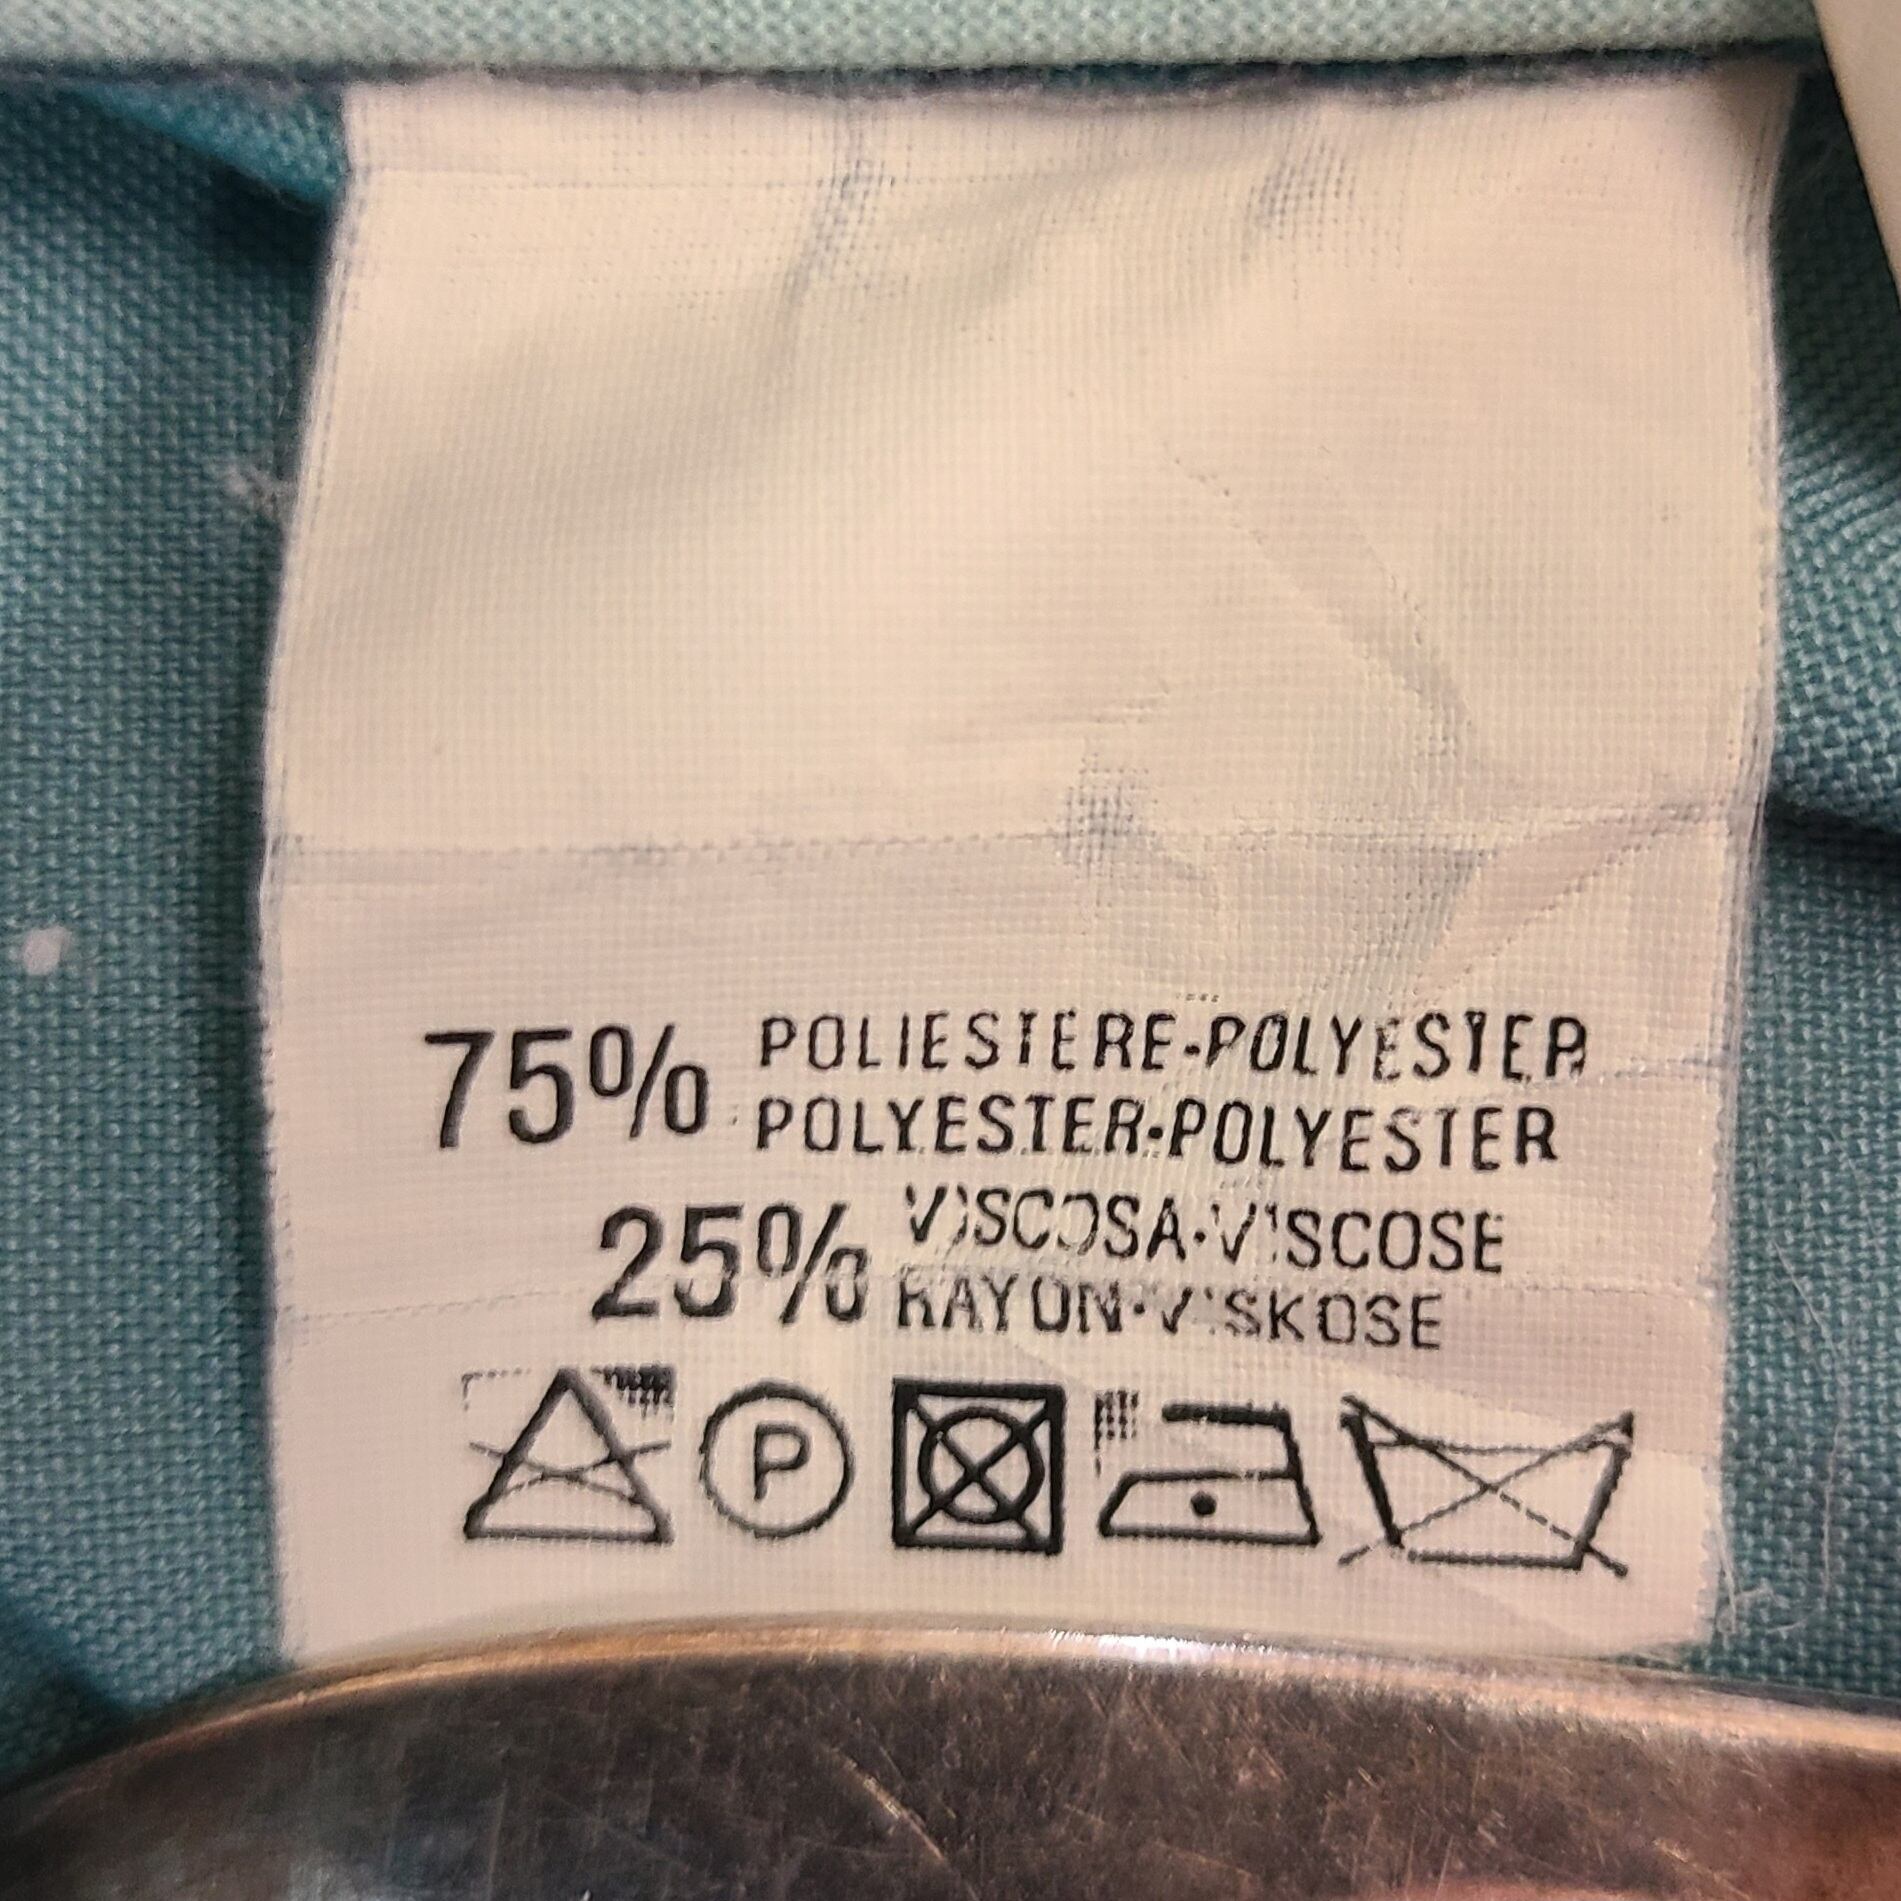 75% POLIESTERE-POLYESTER
POLYESTER-POLYESTER
25% VISCOSA-VISCOSE
RAYON-VISKOSE
P